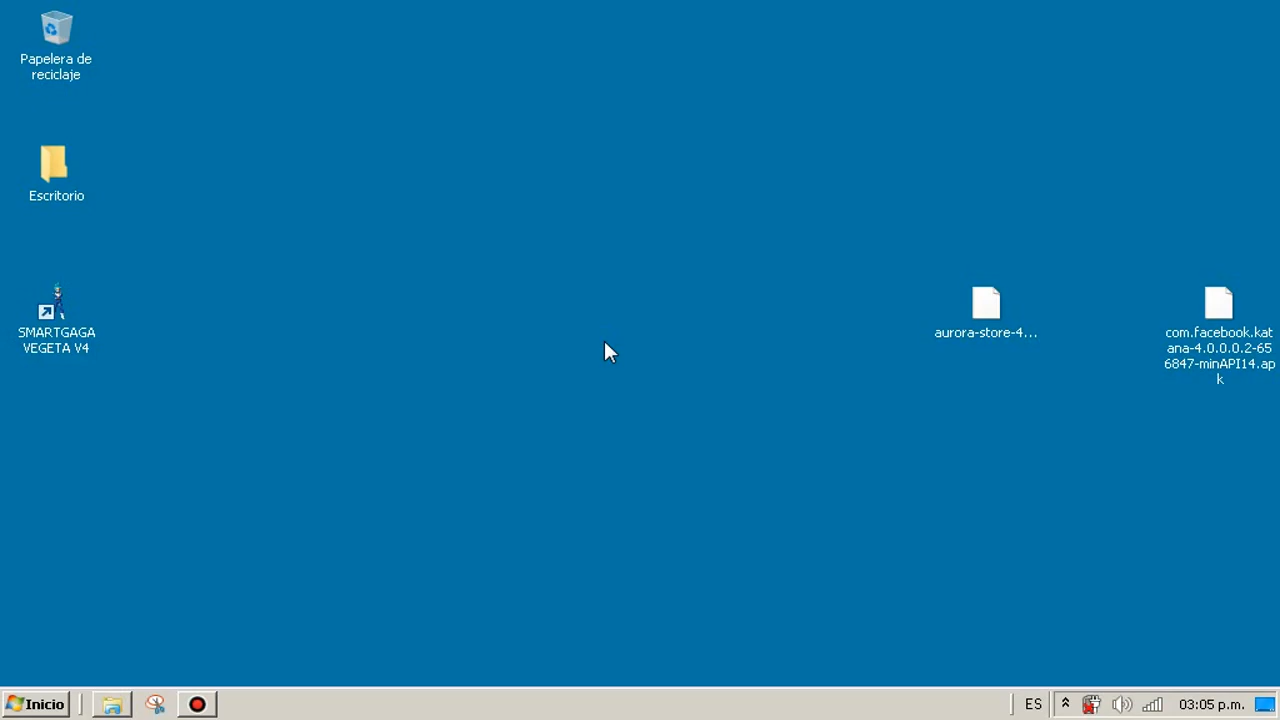 Papelera de
reciclaje
Escritorio
SMARTGAGA
VEGETA V4
aurora-store-4...
com.facebook.kat
ana-4.0.0.0.2-65
6847-minAPI14.ap
k
Inicio
ES
03:05 p.m.